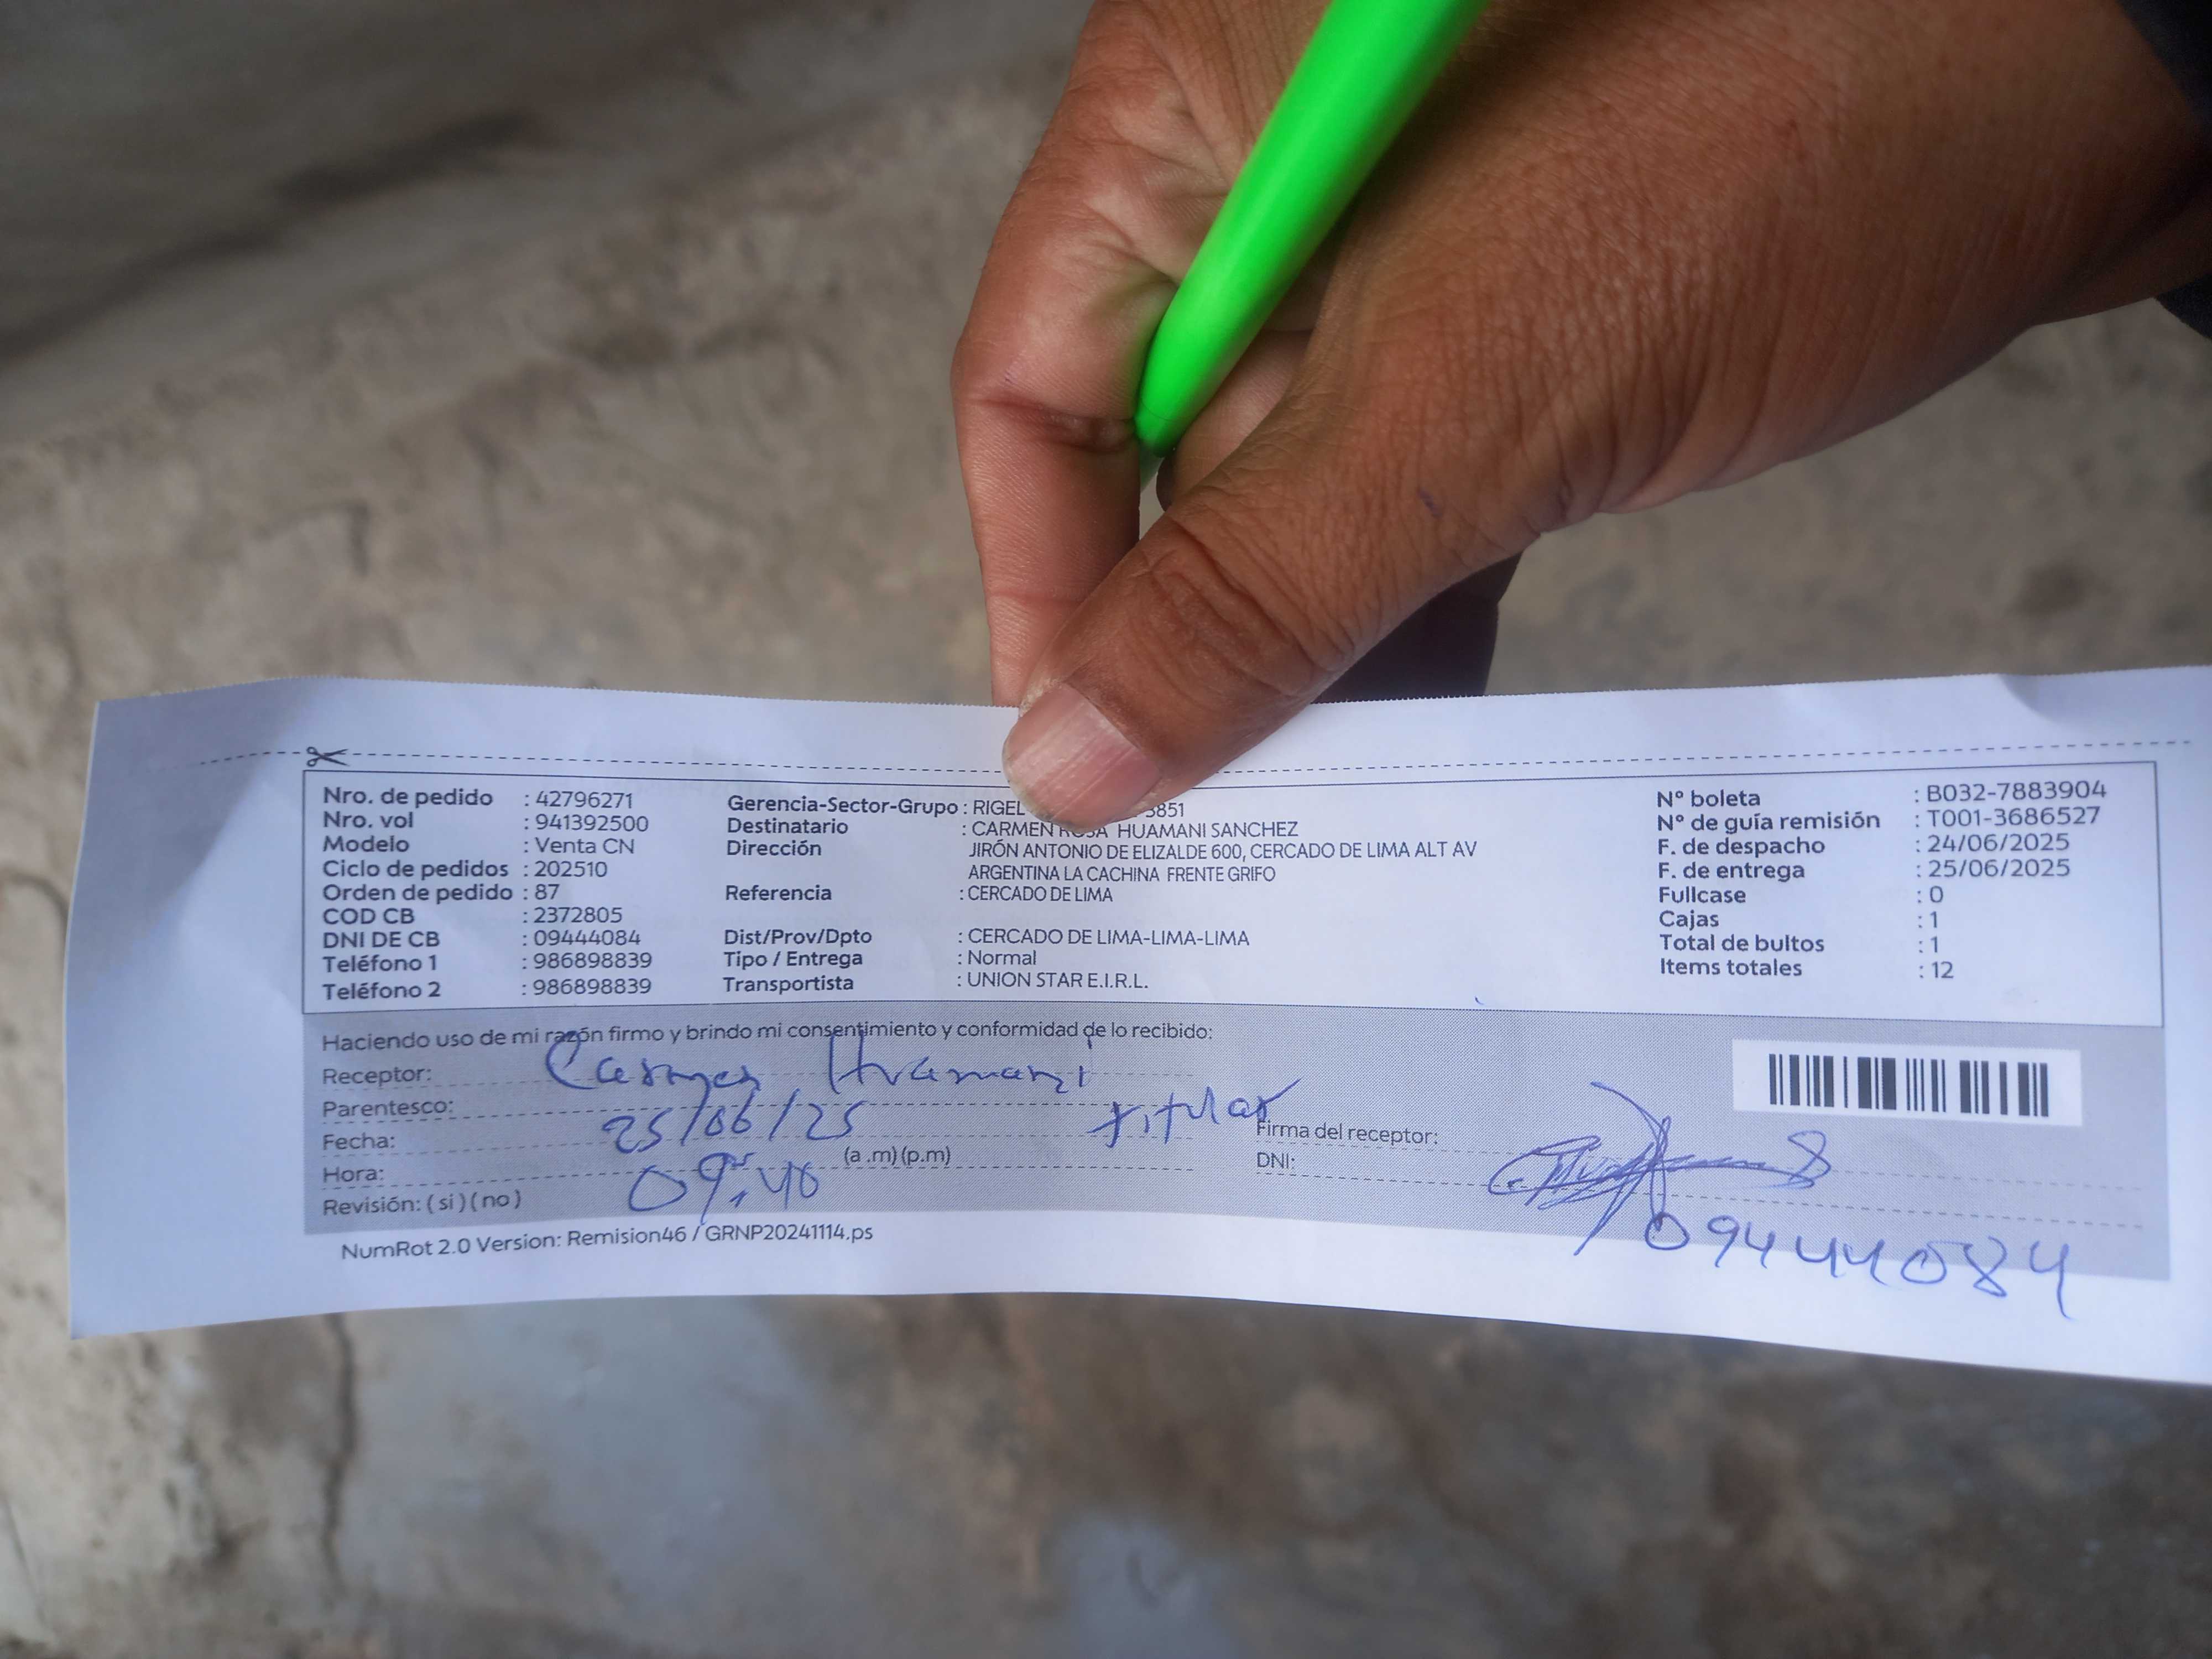 Nro. de pedido : 42796271
Nro. vol : 941392500
Modelo : Venta CN
Ciclo de pedidos : 202510
Orden de pedido : 87
COD CB : 2372805
DNI DE CB : 09444084
Teléfono 1 : 986898839
Teléfono 2 : 986898839
Gerencia-Sector-Grupo : RIGEL 3851
Destinatario : CARMEN ROSA HUAMANI SANCHEZ
Dirección JIRÓN ANTONIO DE ELIZALDE 600, CERCADO DE LIMA ALT AV
ARGENTINA LA CACHINA FRENTE GRIFO
Referencia : CERCADO DE LIMA
Dist/Prov/Dpto : CERCADO DE LIMA-LIMA-LIMA
Tipo / Entrega : Normal
Transportista : UNION STAR E.I.R.L.
N° boleta : B032-7883904
N° de guía remisión : T001-3686527
F. de despacho : 24/06/2025
F. de entrega : 25/06/2025
Fullcase : 0
Cajas : 1
Total de bultos : 1
Items totales : 12
Haciendo uso de mi razón firmo y brindo mi consentimiento y conformidad de lo recibido:
Receptor: Carmen Huamani
Parentesco: titular
Fecha: 25/06/25
Hora: 09:40 (a .m) (p.m)
Revisión: ( si ) ( no )
Firma del receptor:
DNI: 09444084
NumRot 2.0 Version: Remision46 / GRNP20241114.ps